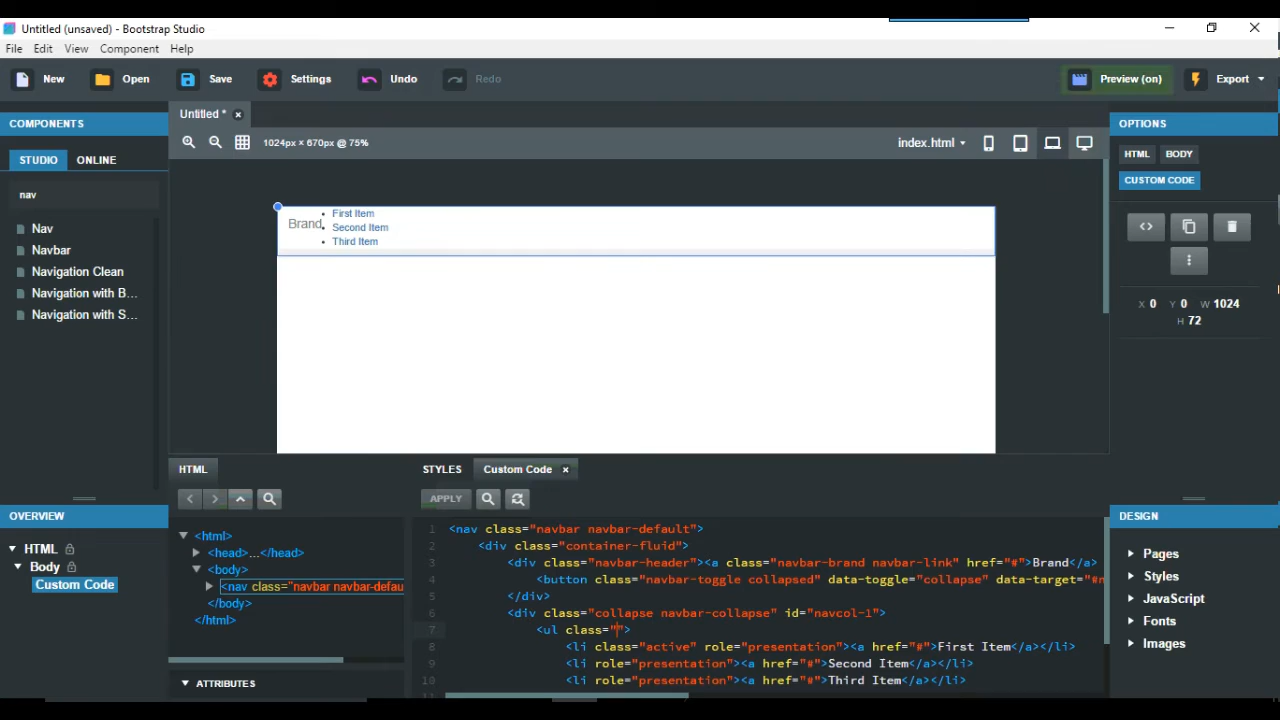 Untitled (unsaved) - Bootstrap Studio
File Edit View Component Help
New Open Save Settings Undo Redo Preview (on) Export
COMPONENTS
Untitled *
OPTIONS
STUDIO ONLINE
1024px × 670px @ 75%
index.html
HTML BODY
CUSTOM CODE
nav
Nav
Navbar
Navigation Clean
Navigation with B...
Navigation with S...
Brand
First Item
Second Item
Third Item
X 0 Y 0 W 1024
H 72
HTML
STYLES Custom Code
APPLY
OVERVIEW
HTML
Body
Custom Code
<html>
<head>...</head>
<body>
<nav class="navbar navbar-defau
</body>
</html>
ATTRIBUTES
1 <nav class="navbar navbar-default">
2 <div class="container-fluid">
3 <div class="navbar-header"><a class="navbar-brand navbar-link" href="#">Brand</a>
4 <button class="navbar-toggle collapsed" data-toggle="collapse" data-target="#n
5 </div>
6 <div class="collapse navbar-collapse" id="navcol-1">
7 <ul class="">
8 <li class="active" role="presentation"><a href="#">First Item</a></li>
9 <li role="presentation"><a href="#">Second Item</a></li>
10 <li role="presentation"><a href="#">Third Item</a></li>
DESIGN
Pages
Styles
JavaScript
Fonts
Images